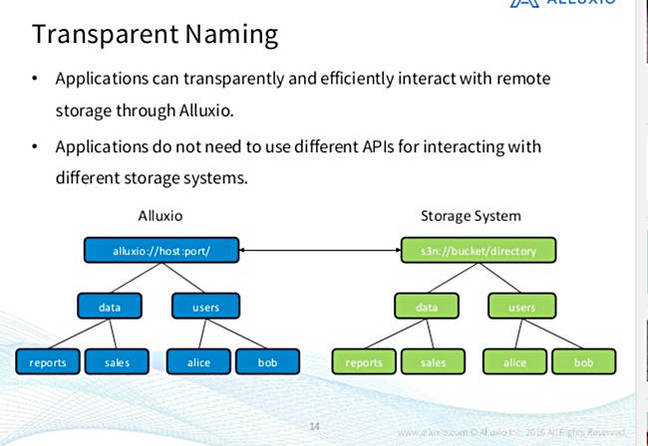 ALLUXIO
Transparent Naming
• Applications can transparently and efficiently interact with remote
storage through Alluxio.
• Applications do not need to use different APIs for interacting with
different storage systems.
Alluxio
Storage System
alluxio://host:port/
s3n://bucket/directory
data
users
data
users
reports
sales
alice
bob
reports
sales
alice
bob
14
www.alluxio.com © Alluxio Inc. 2016 All Rights Reserved